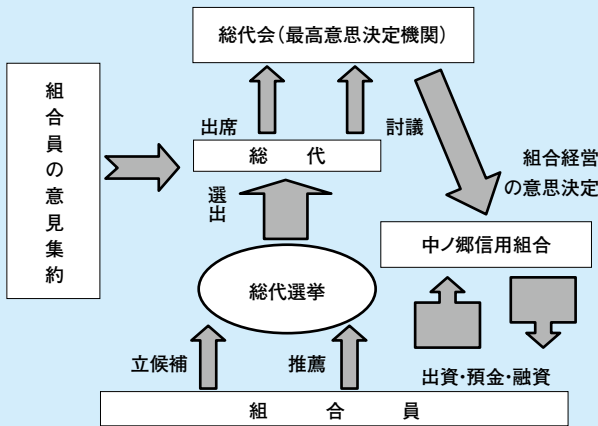 総代会（最高意思決定機関）
組合員の意見集約
出席
討議
総代
組合経営
の意思決定
選出
中ノ郷信用組合
総代選挙
立候補
推薦
出資・預金・融資
組合員